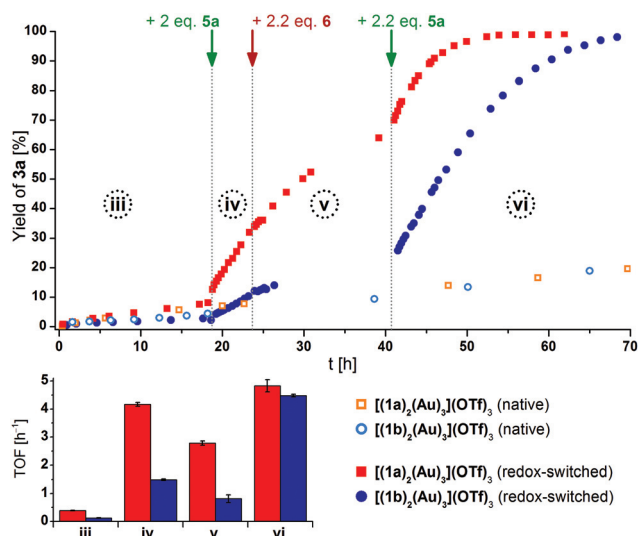 + 2 eq. 5a + 2.2 eq. 6 + 2.2 eq. 5a
Yield of 3a [%]
100
90
80
70
60
50
40
30
20
10
0
iii iv v vi
0 10 20 30 40 50 60 70
t [h]
TOF [h⁻¹]
5
4
3
2
1
0
iii iv v vi
[(1a)₂(Au)₃](OTf)₃ (native)
[(1b)₂(Au)₃](OTf)₃ (native)
[(1a)₂(Au)₃](OTf)₃ (redox-switched)
[(1b)₂(Au)₃](OTf)₃ (redox-switched)